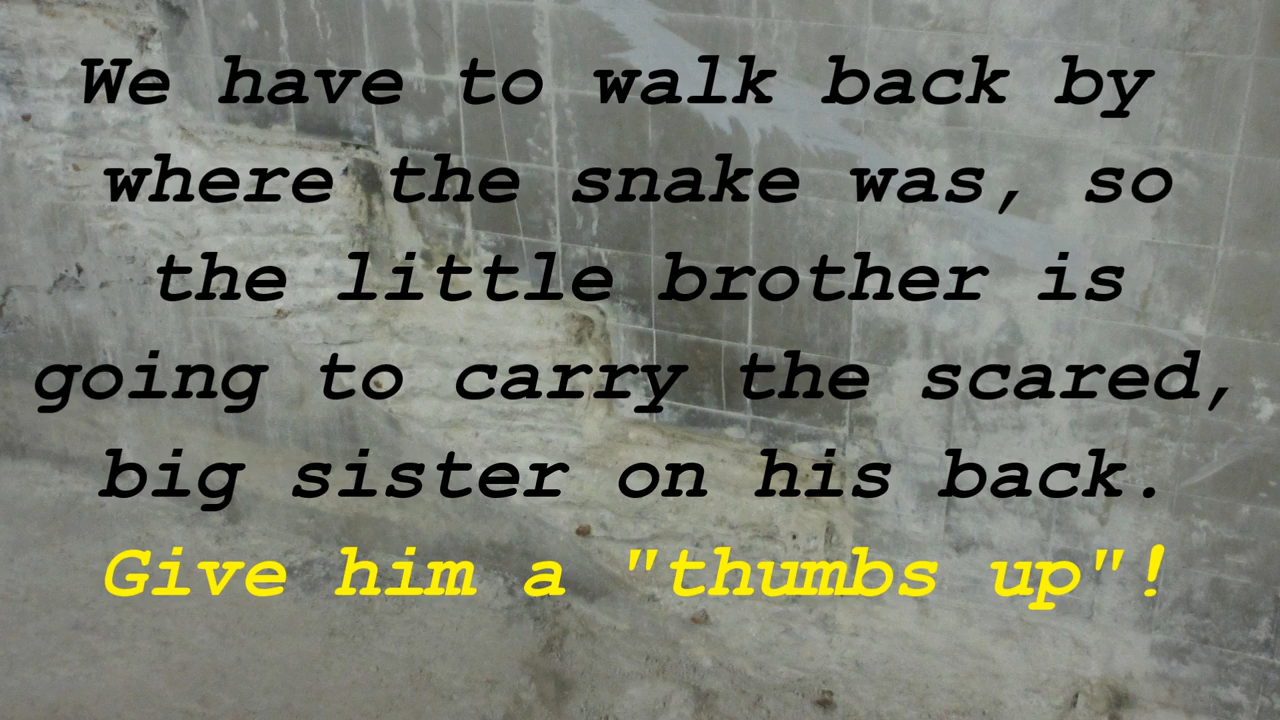 We have to walk back by
where the snake was, so
the little brother is
going to carry the scared,
big sister on his back.
Give him a "thumbs up"!